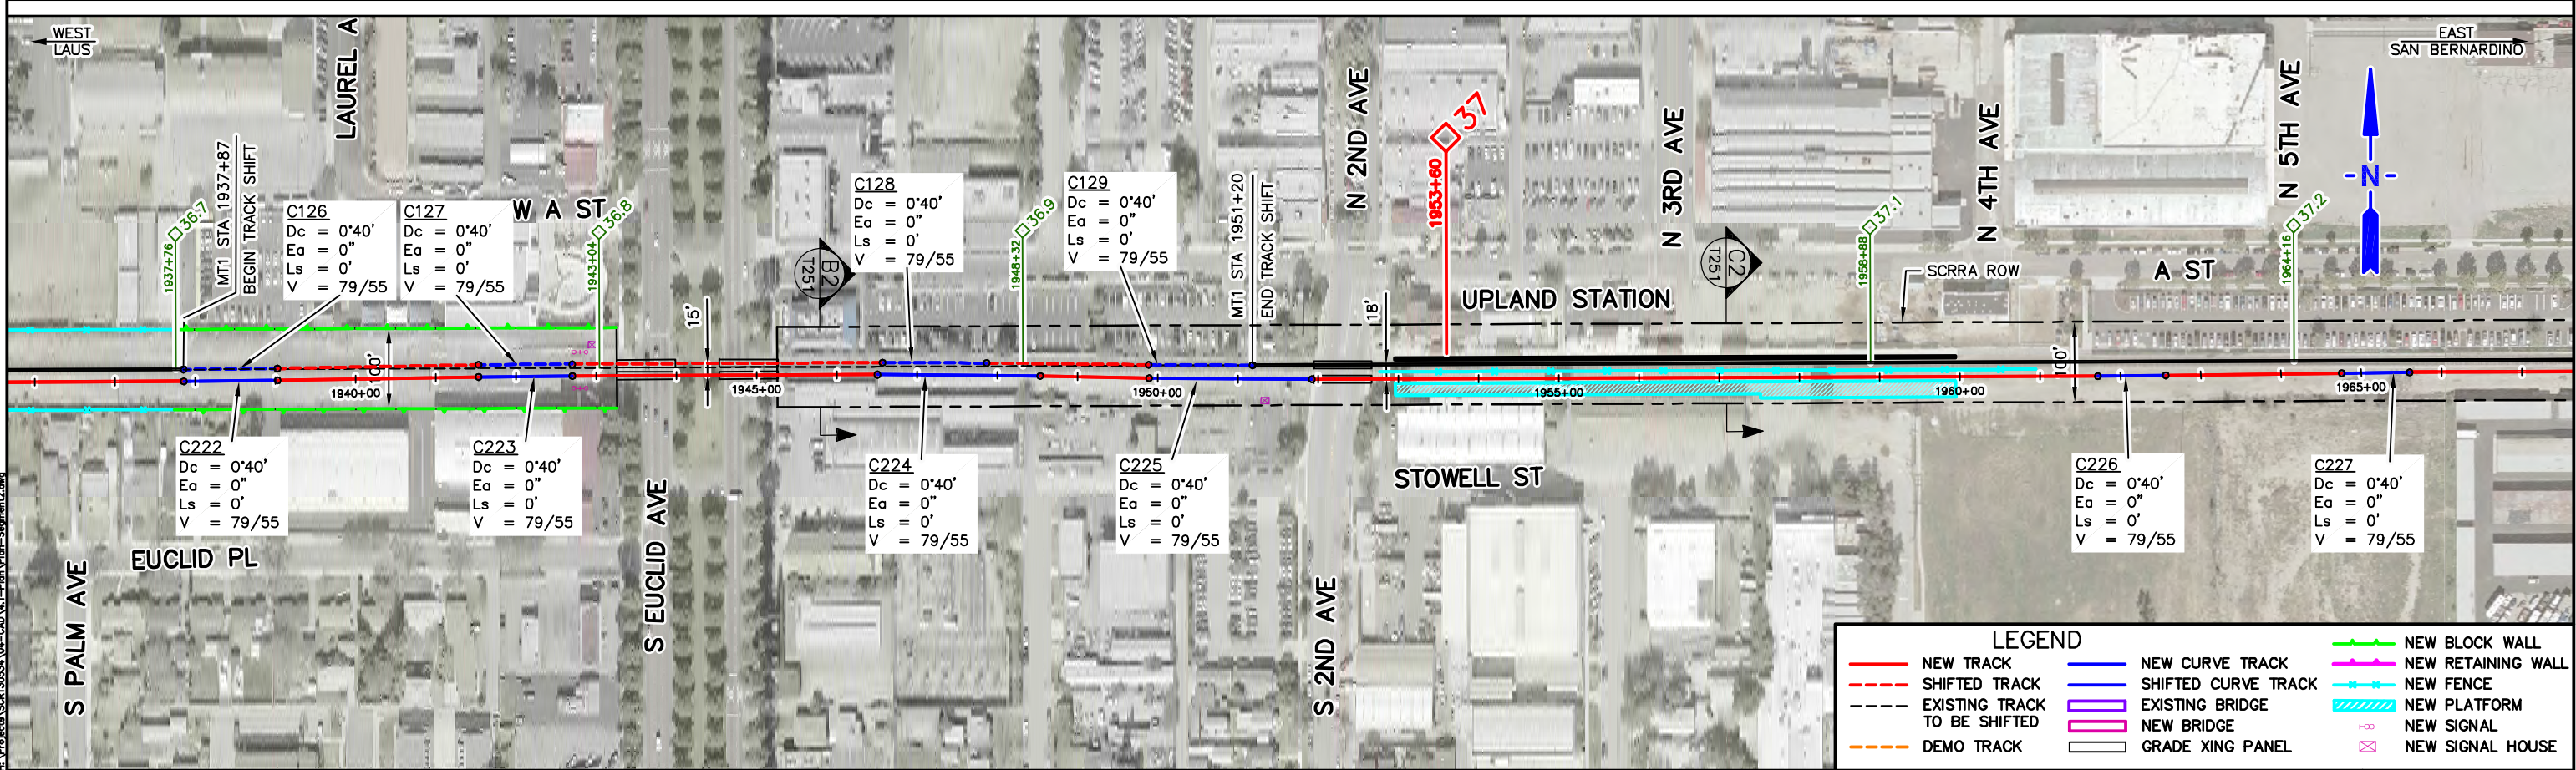 WEST
LAUS
EAST
SAN BERNARDINO
LAUREL A
W A ST
N 2ND AVE
N 3RD AVE
N 4TH AVE
N 5TH AVE
A ST
N
36.7
1937+76
MT1 STA 1937+87
BEGIN TRACK SHIFT
C126
Dc = 0°40'
Ea = 0"
Ls = 0'
V = 79/55
C127
Dc = 0°40'
Ea = 0"
Ls = 0'
V = 79/55
36.8
1943+04
15'
B2
T251
C128
Dc = 0°40'
Ea = 0"
Ls = 0'
V = 79/55
36.9
1948+32
C129
Dc = 0°40'
Ea = 0"
Ls = 0'
V = 79/55
MT1 STA 1951+20
END TRACK SHIFT
18'
37
1953+60
UPLAND STATION
C2
T251
37.1
1958+88
SCRRA ROW
37.2
1964+16
100'
100'
1940+00
1945+00
1950+00
1955+00
1960+00
1965+00
C222
Dc = 0°40'
Ea = 0"
Ls = 0'
V = 79/55
C223
Dc = 0°40'
Ea = 0"
Ls = 0'
V = 79/55
C224
Dc = 0°40'
Ea = 0"
Ls = 0'
V = 79/55
C225
Dc = 0°40'
Ea = 0"
Ls = 0'
V = 79/55
C226
Dc = 0°40'
Ea = 0"
Ls = 0'
V = 79/55
C227
Dc = 0°40'
Ea = 0"
Ls = 0'
V = 79/55
STOWELL ST
EUCLID PL
S PALM AVE
S EUCLID AVE
S 2ND AVE
LEGEND
NEW TRACK
SHIFTED TRACK
EXISTING TRACK
TO BE SHIFTED
DEMO TRACK
NEW CURVE TRACK
SHIFTED CURVE TRACK
EXISTING BRIDGE
NEW BRIDGE
GRADE XING PANEL
NEW BLOCK WALL
NEW RETAINING WALL
NEW FENCE
NEW PLATFORM
NEW SIGNAL
NEW SIGNAL HOUSE